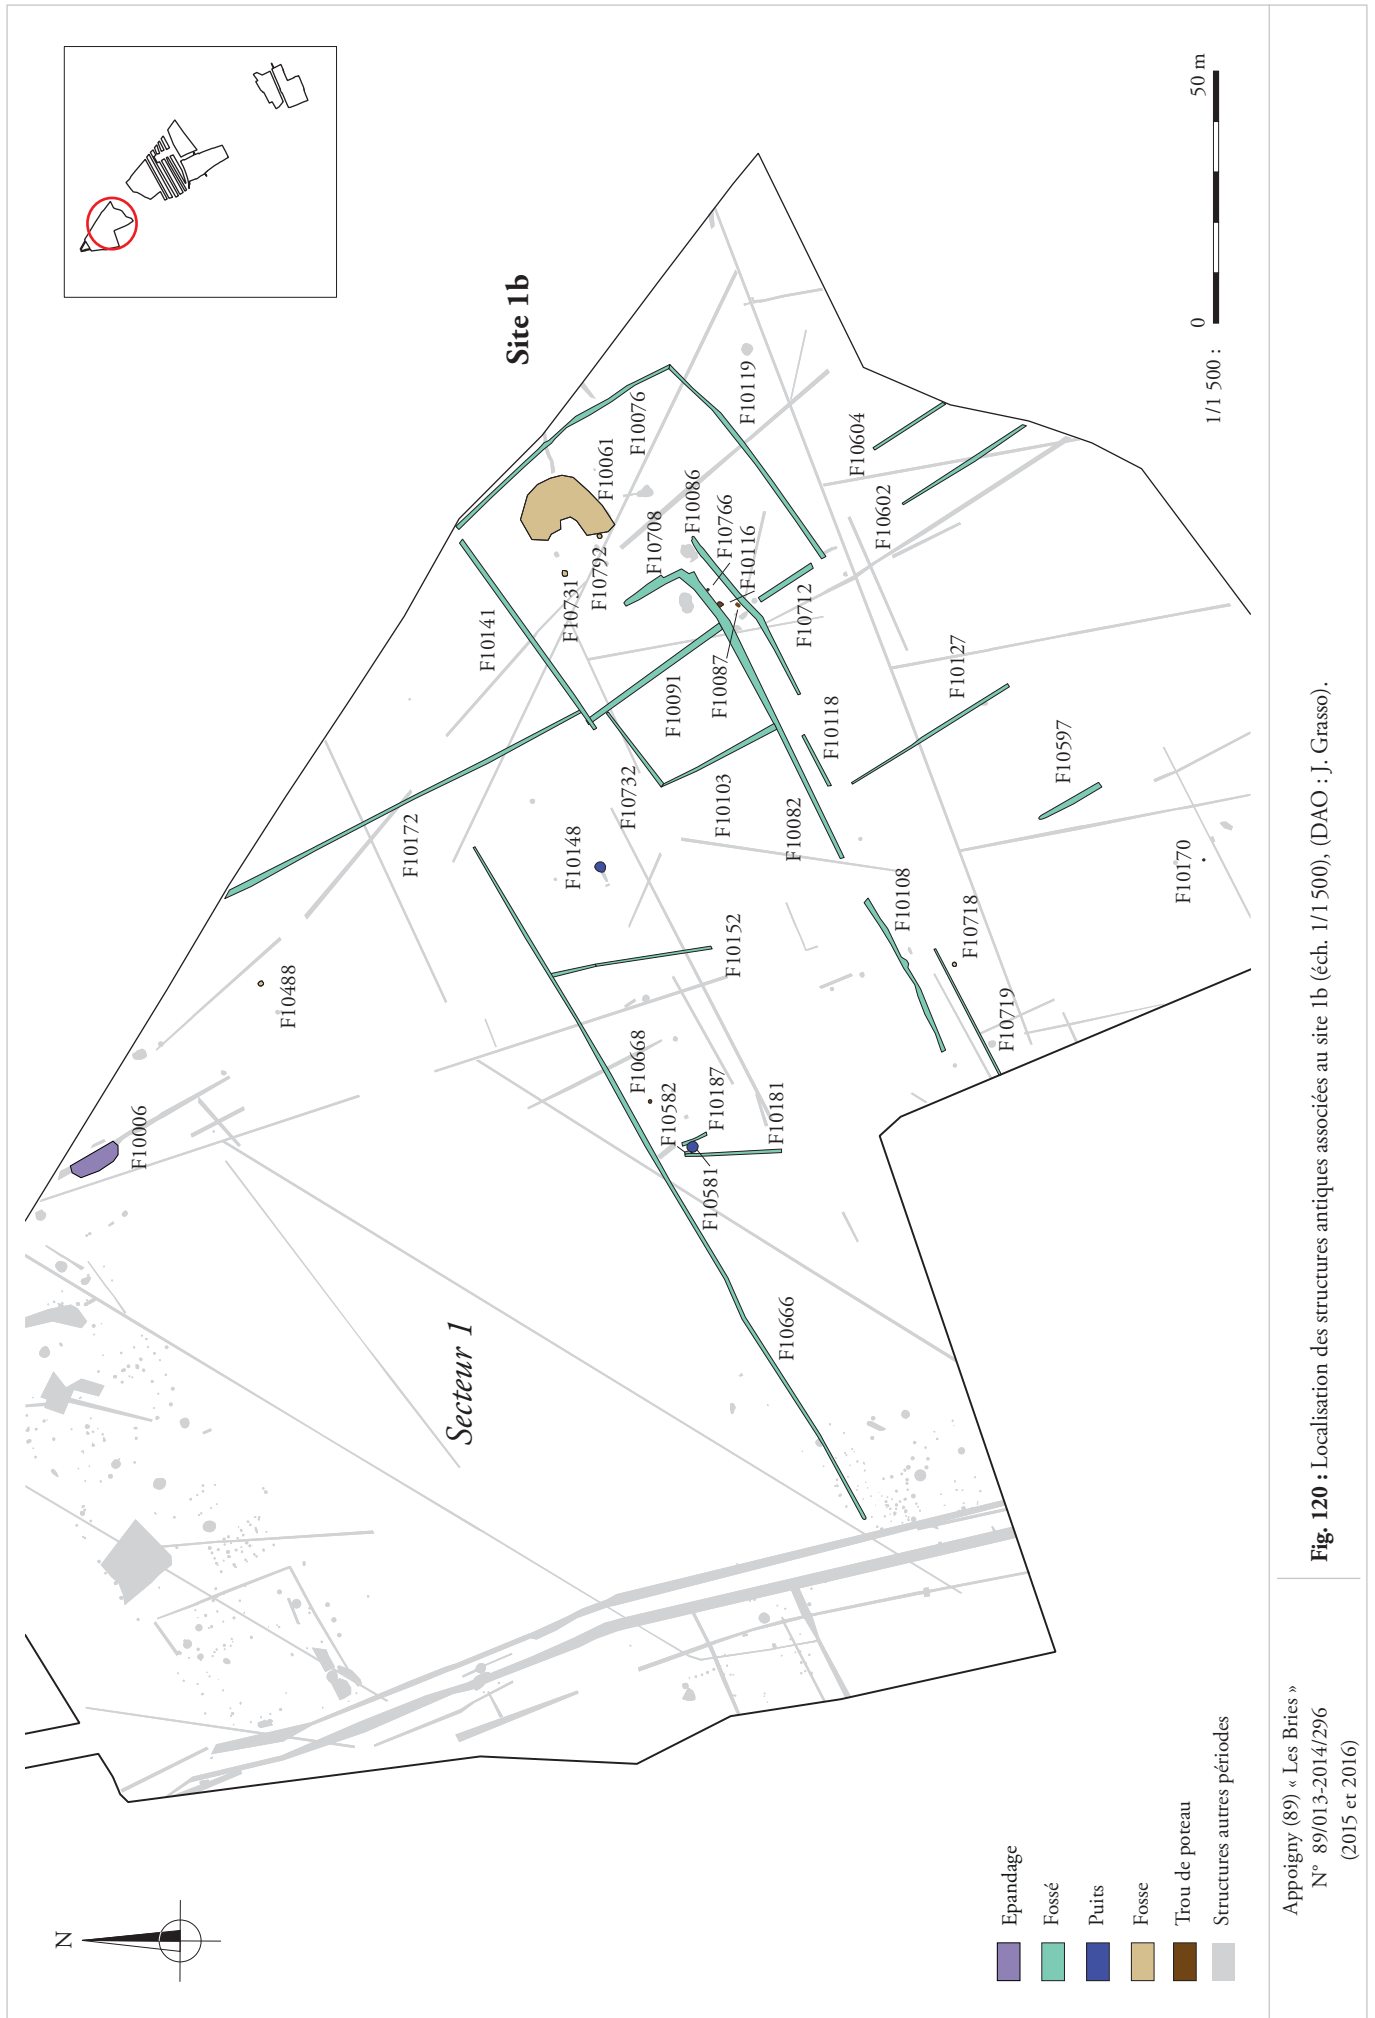 N
Secteur 1
Site 1b
F10006
F10488
F10172
F10141
F10076
F10061
F10731
F10792
F10708
F10086
F10766
F10116
F10119
F10091
F10087
F10712
F10732
F10103
F10118
F10082
F10148
F10152
F10108
F10127
F10604
F10602
F10597
F10170
F10718
F10719
F10668
F10582
F10187
F10181
F10581
F10666
Epandage
Fossé
Puits
Fosse
Trou de poteau
Structures autres périodes
1/1 500 :
0
50 m
Appoigny (89) « Les Bries »
N° 89/013-2014/296
(2015 et 2016)
Fig. 120 : Localisation des structures antiques associées au site 1b (éch. 1/1 500), (DAO : J. Grasso).